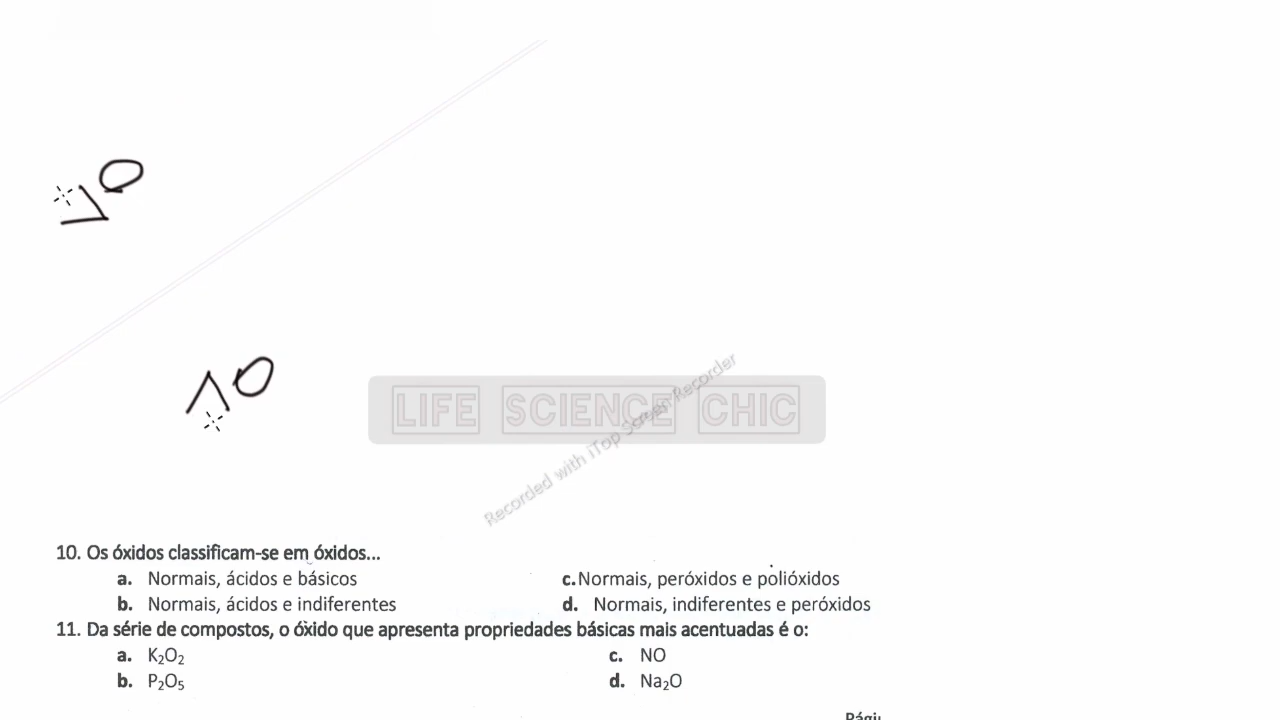 10
10
LIFE SCIENCE CHIC
Recorded with iTop Screen Recorder
10. Os óxidos classificam-se em óxidos...
a. Normais, ácidos e básicos
c. Normais, peróxidos e polióxidos
b. Normais, ácidos e indiferentes
d. Normais, indiferentes e peróxidos
11. Da série de compostos, o óxido que apresenta propriedades básicas mais acentuadas é o:
a. K₂O₂
c. NO
b. P₂O₅
d. Na₂O